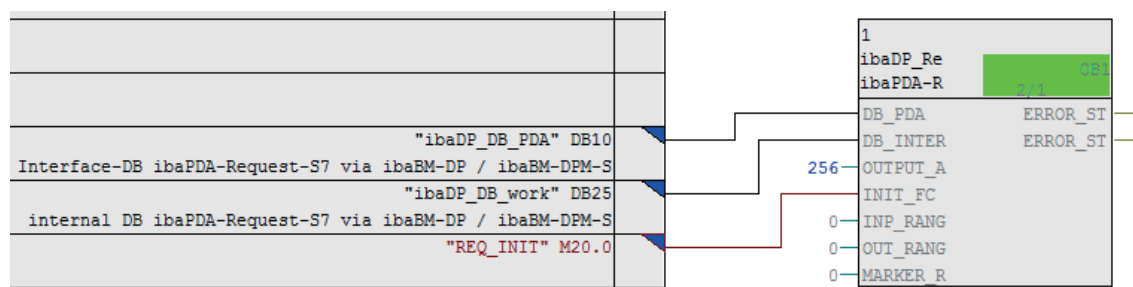 1
ibaDP_Re
ibaPDA-R
OB1
2/1
DB_PDA ERROR_ST
"ibaDP_DB_PDA" DB10
DB_INTER ERROR_ST
Interface-DB ibaPDA-Request-S7 via ibaBM-DP / ibaBM-DPM-S
256 OUTPUT_A
"ibaDP_DB_work" DB25
INIT_FC
internal DB ibaPDA-Request-S7 via ibaBM-DP / ibaBM-DPM-S
0 INP_RANG
"REQ_INIT" M20.0
0 OUT_RANG
0 MARKER_R